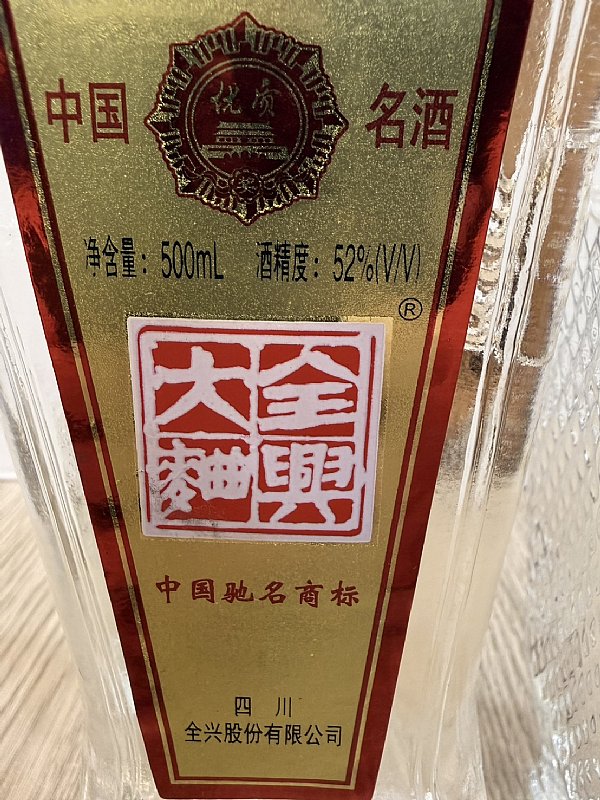 中国 优质 名酒
净含量：500mL 酒精度：52%(V/V)
®
全興
大麯
中国驰名商标
四川
全兴股份有限公司